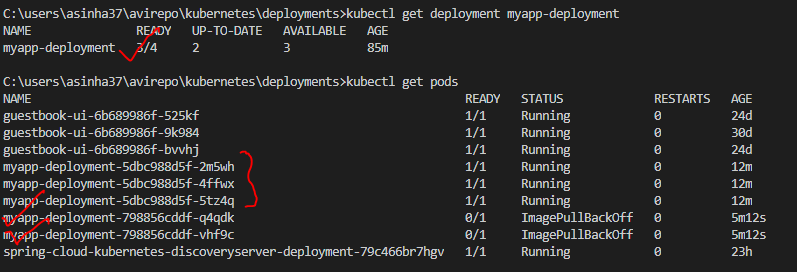 C:\users\asinha37\avirepo\kubernetes\deployments>kubectl get deployment myapp-deployment
NAME READY UP-TO-DATE AVAILABLE AGE
myapp-deployment 3/4 2 3 85m
C:\users\asinha37\avirepo\kubernetes\deployments>kubectl get pods
NAME READY STATUS RESTARTS AGE
guestbook-ui-6b689986f-525kf 1/1 Running 0 24d
guestbook-ui-6b689986f-9k984 1/1 Running 0 30d
guestbook-ui-6b689986f-bvvhj 1/1 Running 0 24d
myapp-deployment-5dbc988d5f-2m5wh 1/1 Running 0 12m
myapp-deployment-5dbc988d5f-4ffwx 1/1 Running 0 12m
myapp-deployment-5dbc988d5f-5tz4q 1/1 Running 0 12m
myapp-deployment-798856cddf-q4qdk 0/1 ImagePullBackOff 0 5m12s
myapp-deployment-798856cddf-vhf9c 0/1 ImagePullBackOff 0 5m12s
spring-cloud-kubernetes-discoveryserver-deployment-79c466br7hgv 1/1 Running 0 23h